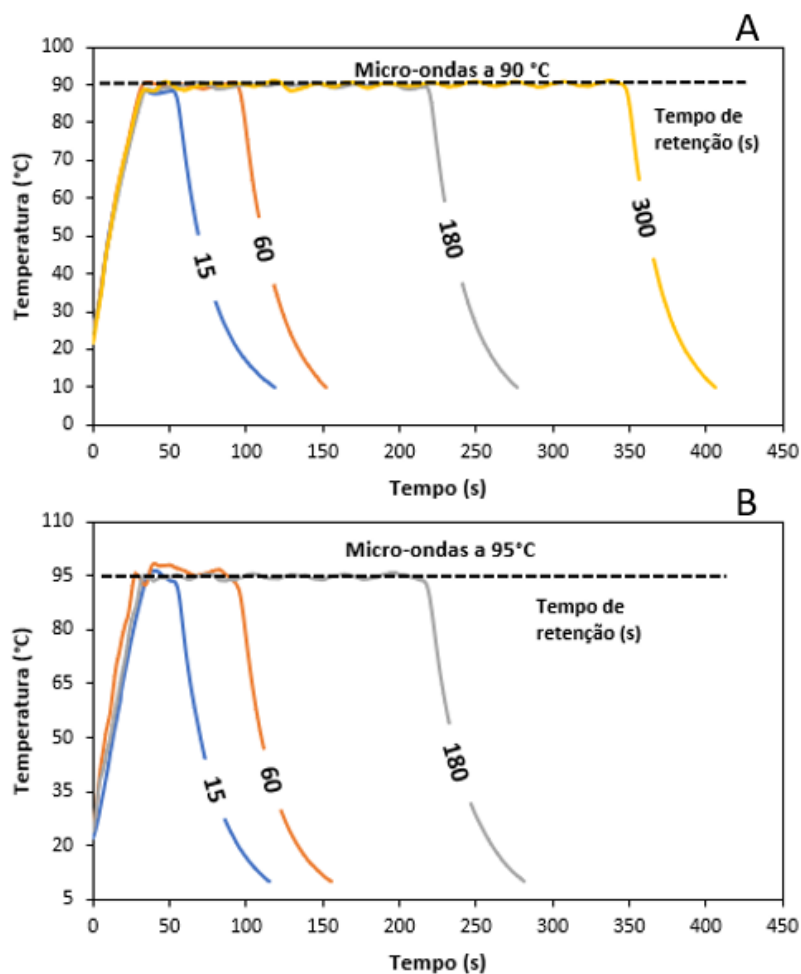 A
100
90
80
70
60
50
40
30
20
10
0
Temperatura (°C)
Micro-ondas a 90 °C
Tempo de
retenção (s)
15
60
180
300
0 50 100 150 200 250 300 350 400 450
Tempo (s)
B
110
95
80
65
50
35
20
5
Temperatura (°C)
Micro-ondas a 95°C
Tempo de
retenção (s)
15
60
180
0 50 100 150 200 250 300 350 400 450
Tempo (s)